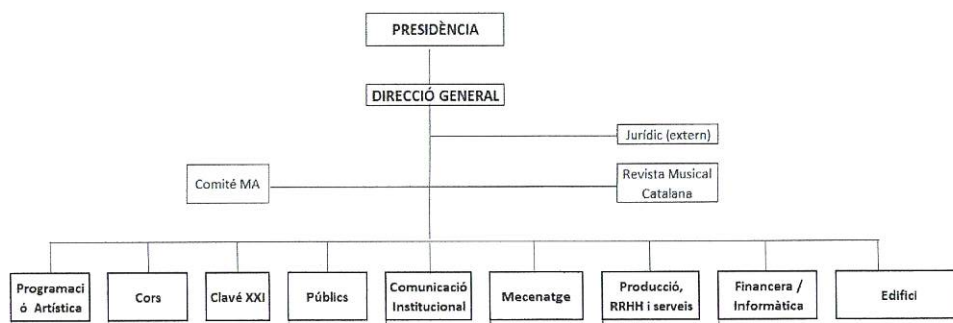 PRESIDÈNCIA
DIRECCIÓ GENERAL
Jurídic (extern)
Comité MA
Revista Musical
Catalana
Programaci
ó Artística
Cors
Clavé XXI
Públics
Comunicació
Institucional
Mecenatge
Producció,
RRHH i serveis
Financera /
Informàtica
Edifici